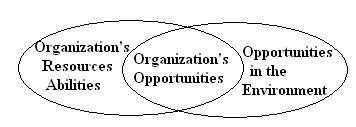 Organization's
Resources
Abilities
Organization's
Opportunities
Opportunities
in the
Environment